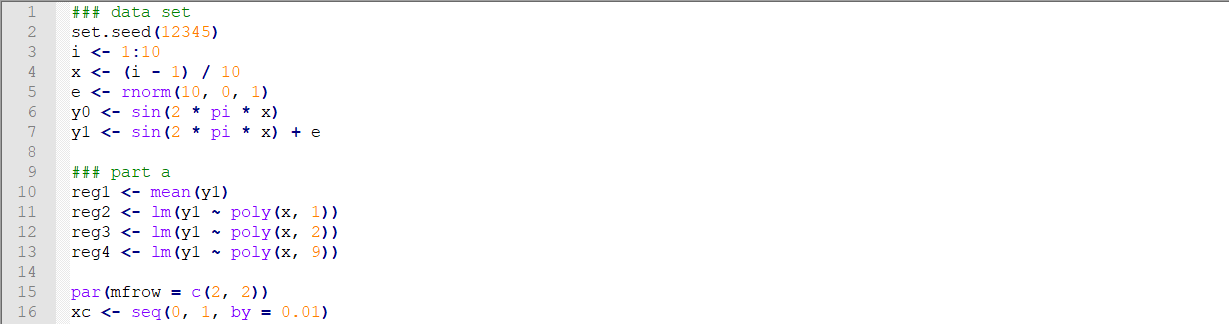 1 ### data set
2 set.seed(12345)
3 i <- 1:10
4 x <- (i - 1) / 10
5 e <- rnorm(10, 0, 1)
6 y0 <- sin(2 * pi * x)
7 y1 <- sin(2 * pi * x) + e
8
9 ### part a
10 reg1 <- mean(y1)
11 reg2 <- lm(y1 ~ poly(x, 1))
12 reg3 <- lm(y1 ~ poly(x, 2))
13 reg4 <- lm(y1 ~ poly(x, 9))
14
15 par(mfrow = c(2, 2))
16 xc <- seq(0, 1, by = 0.01)